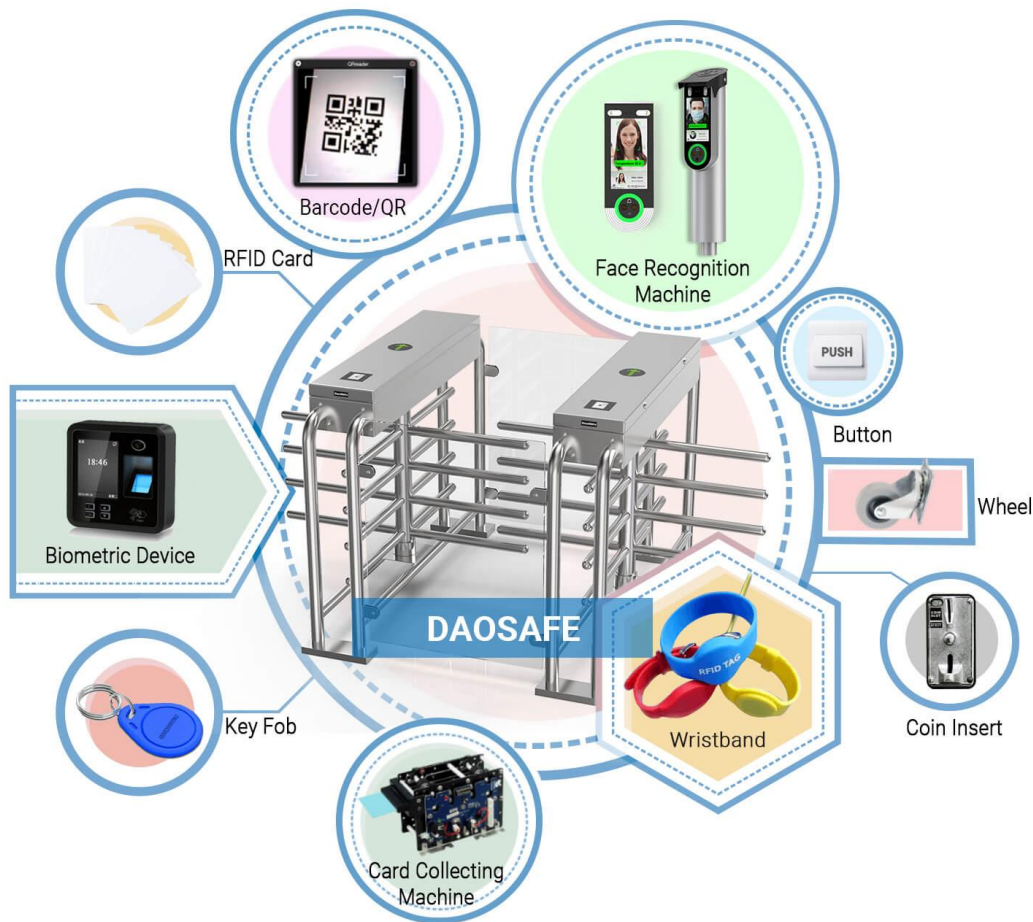 QRreader
Barcode/QR
Face Recognition
Machine
RFID Card
PUSH
Button
18:46
Biometric Device
Wheel
DAOSAFE
RFID TAG
Wristband
Coin Insert
Key Fob
Card Collecting
Machine